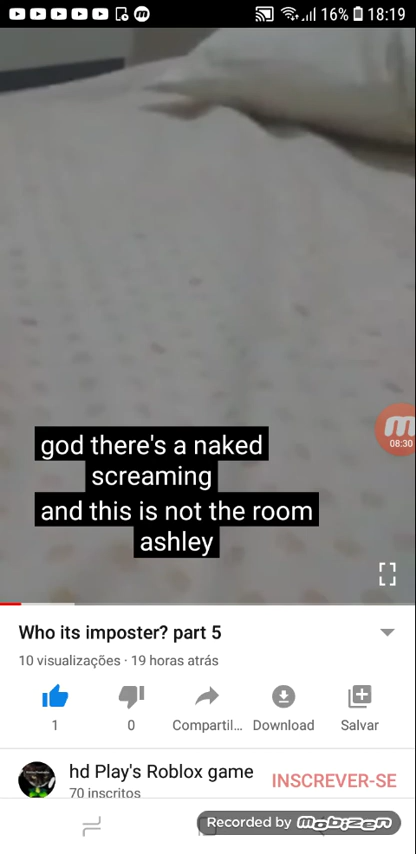 16% 18:19
08:30
god there's a naked
screaming
and this is not the room
ashley
Who its imposter? part 5
10 visualizações · 19 horas atrás
1 0 Compartil... Download Salvar
hd Play's Roblox game INSCREVER-SE
70 inscritos
Recorded by mobizen